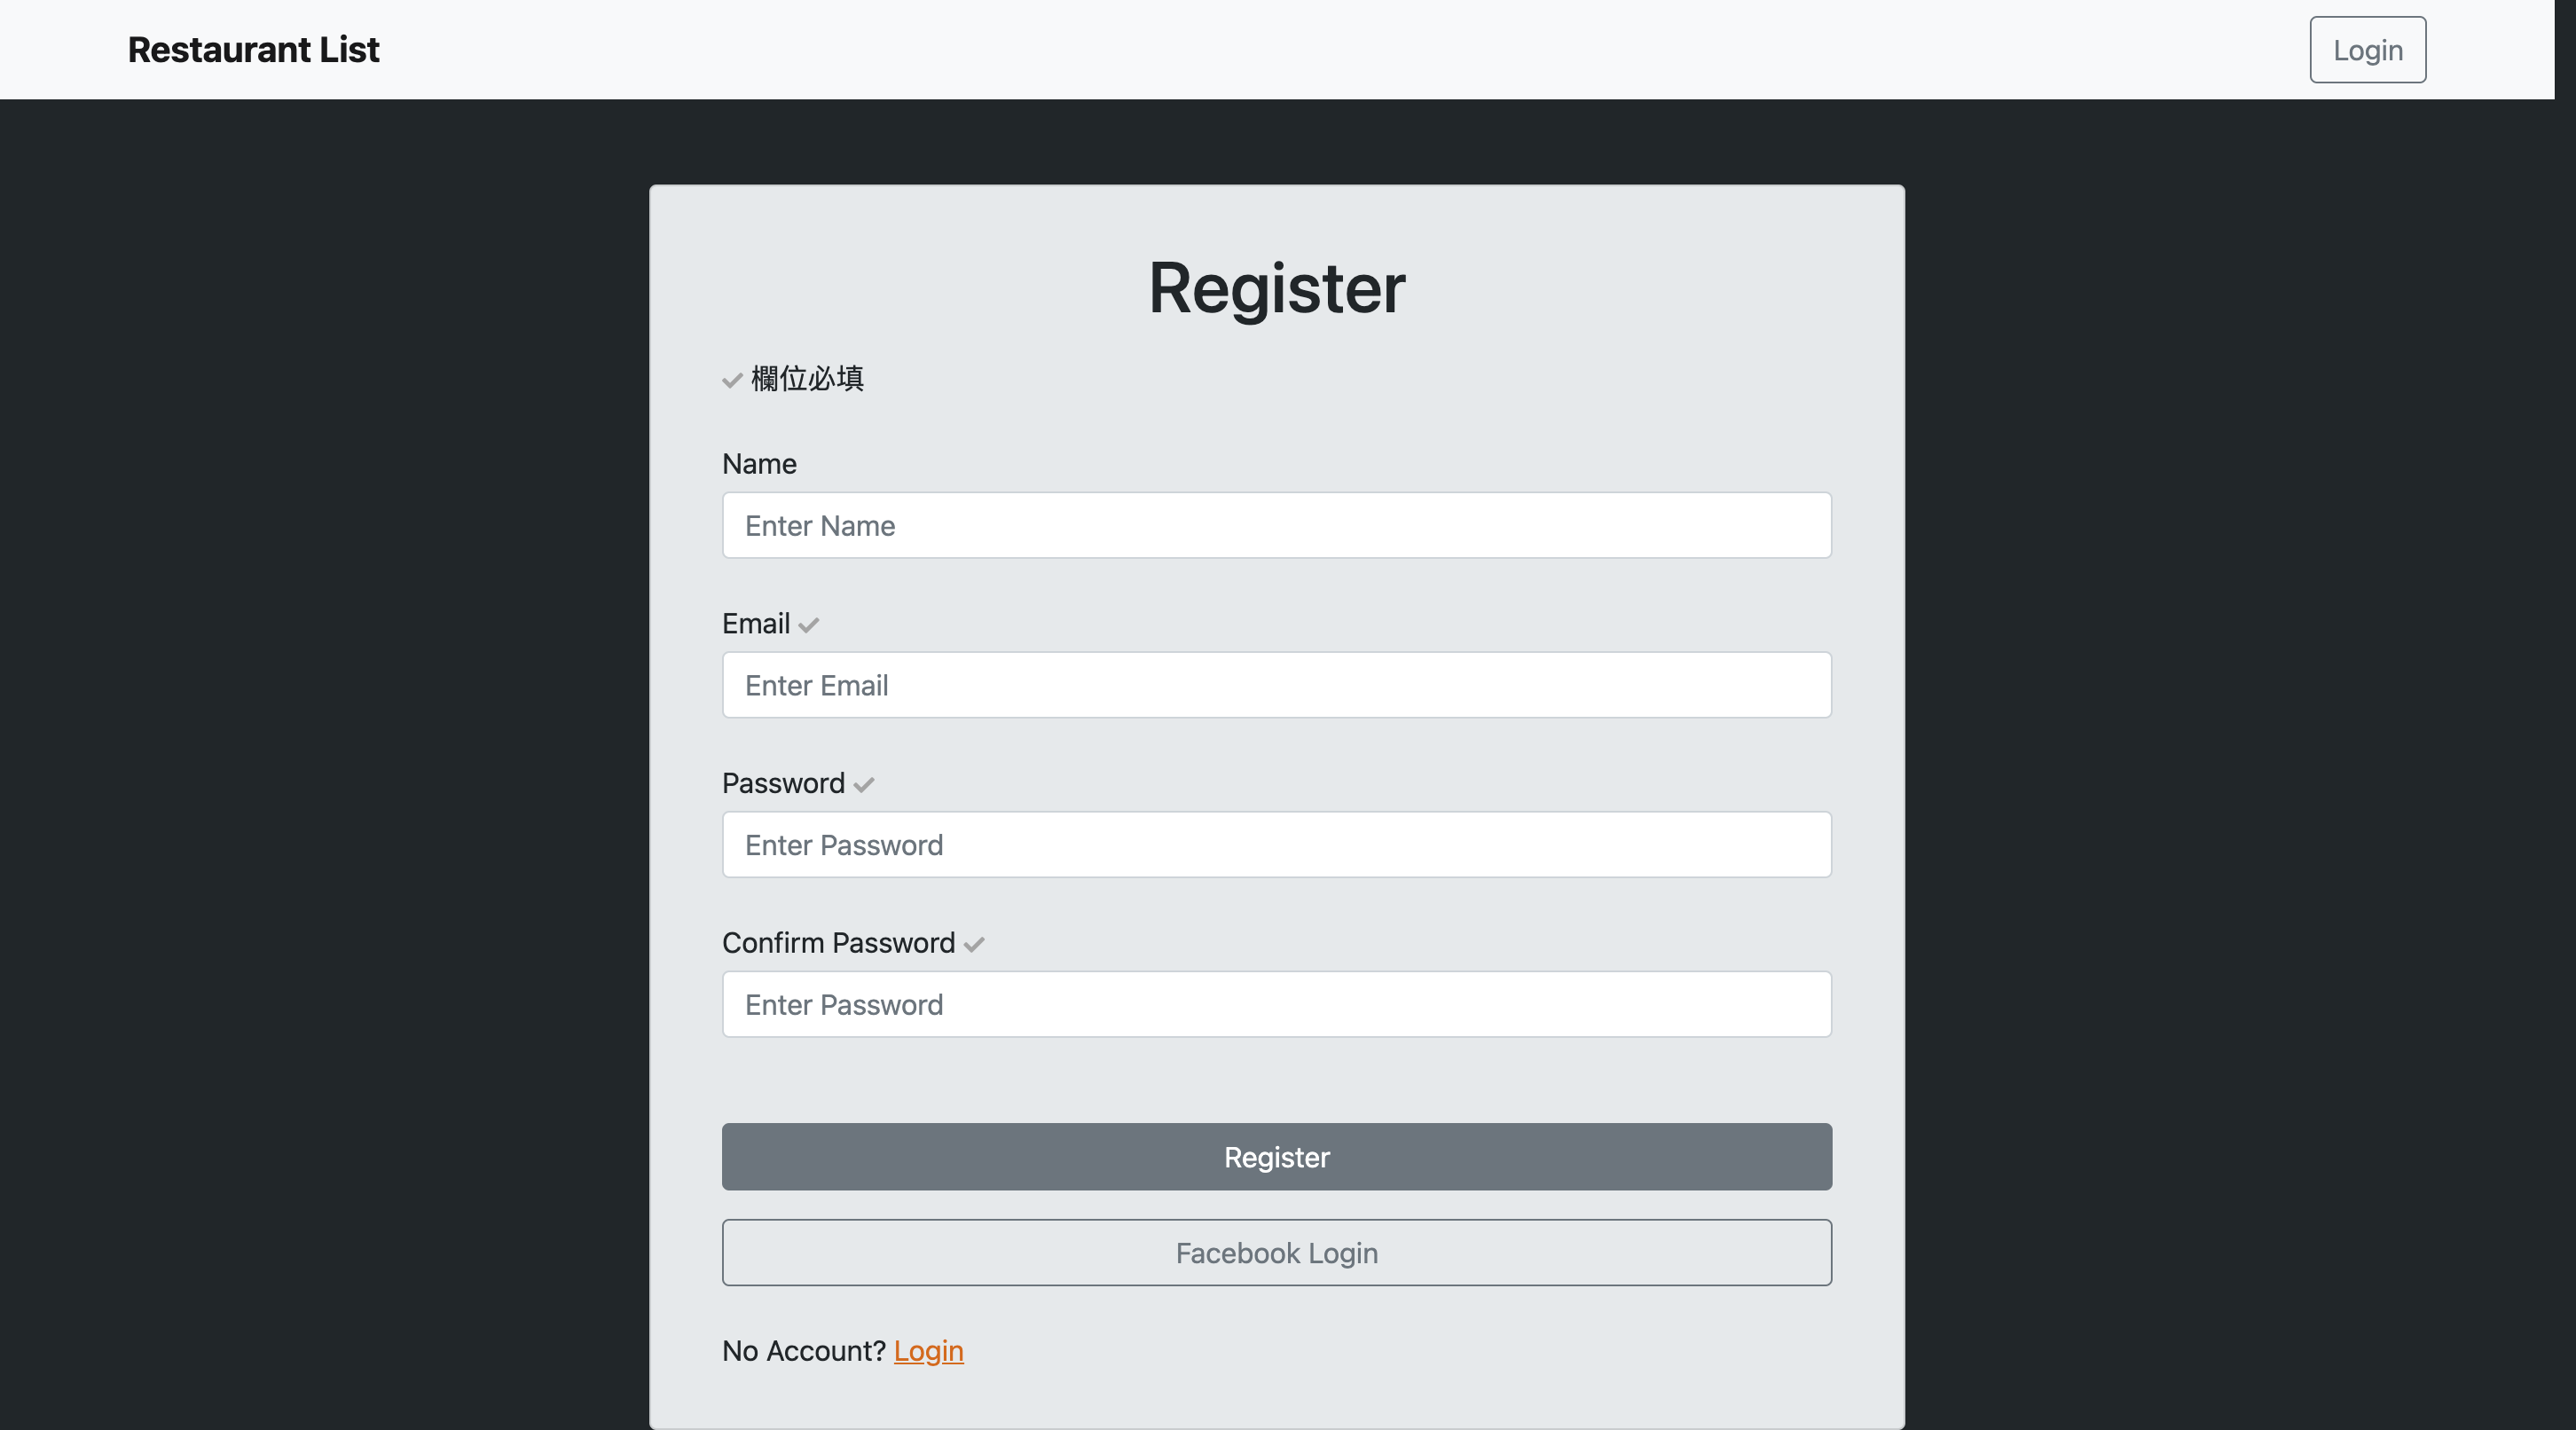 Restaurant List
Login
Register
欄位必填
Name
Enter Name
Email
Enter Email
Password
Enter Password
Confirm Password
Enter Password
Register
Facebook Login
No Account? Login